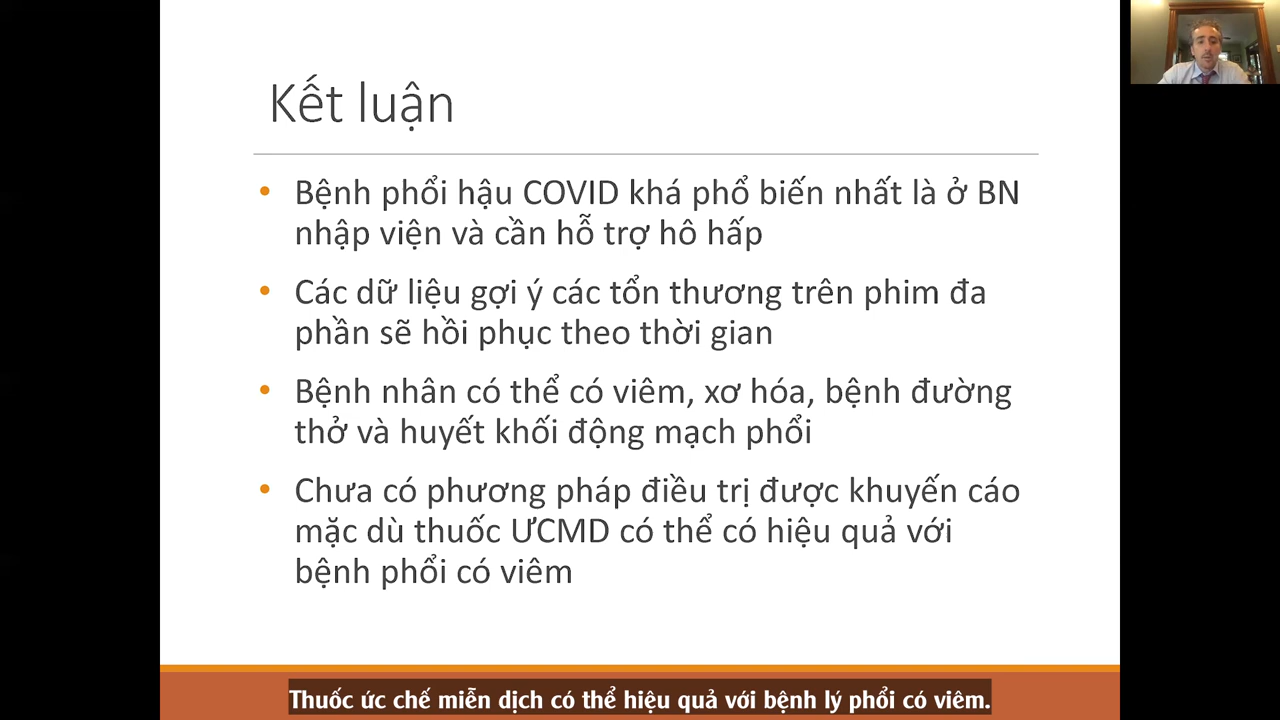 Kết luận
• Bệnh phổi hậu COVID khá phổ biến nhất là ở BN
nhập viện và cần hỗ trợ hô hấp
• Các dữ liệu gợi ý các tổn thương trên phim đa
phần sẽ hồi phục theo thời gian
• Bệnh nhân có thể có viêm, xơ hóa, bệnh đường
thở và huyết khối động mạch phổi
• Chưa có phương pháp điều trị được khuyến cáo
mặc dù thuốc ƯCMD có thể có hiệu quả với
bệnh phổi có viêm
Thuốc ức chế miễn dịch có thể hiệu quả với bệnh lý phổi có viêm.